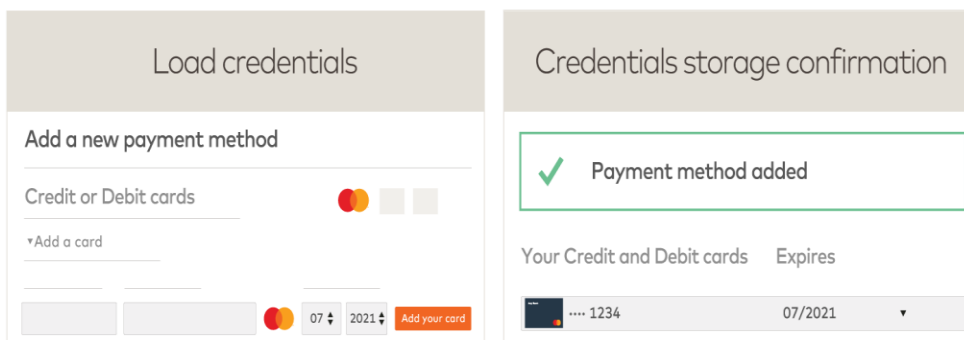 Load credentials
Add a new payment method
Credit or Debit cards
▾Add a card
07 2021 Add your card
Credentials storage confirmation
Payment method added
Your Credit and Debit cards Expires
•••• 1234 07/2021